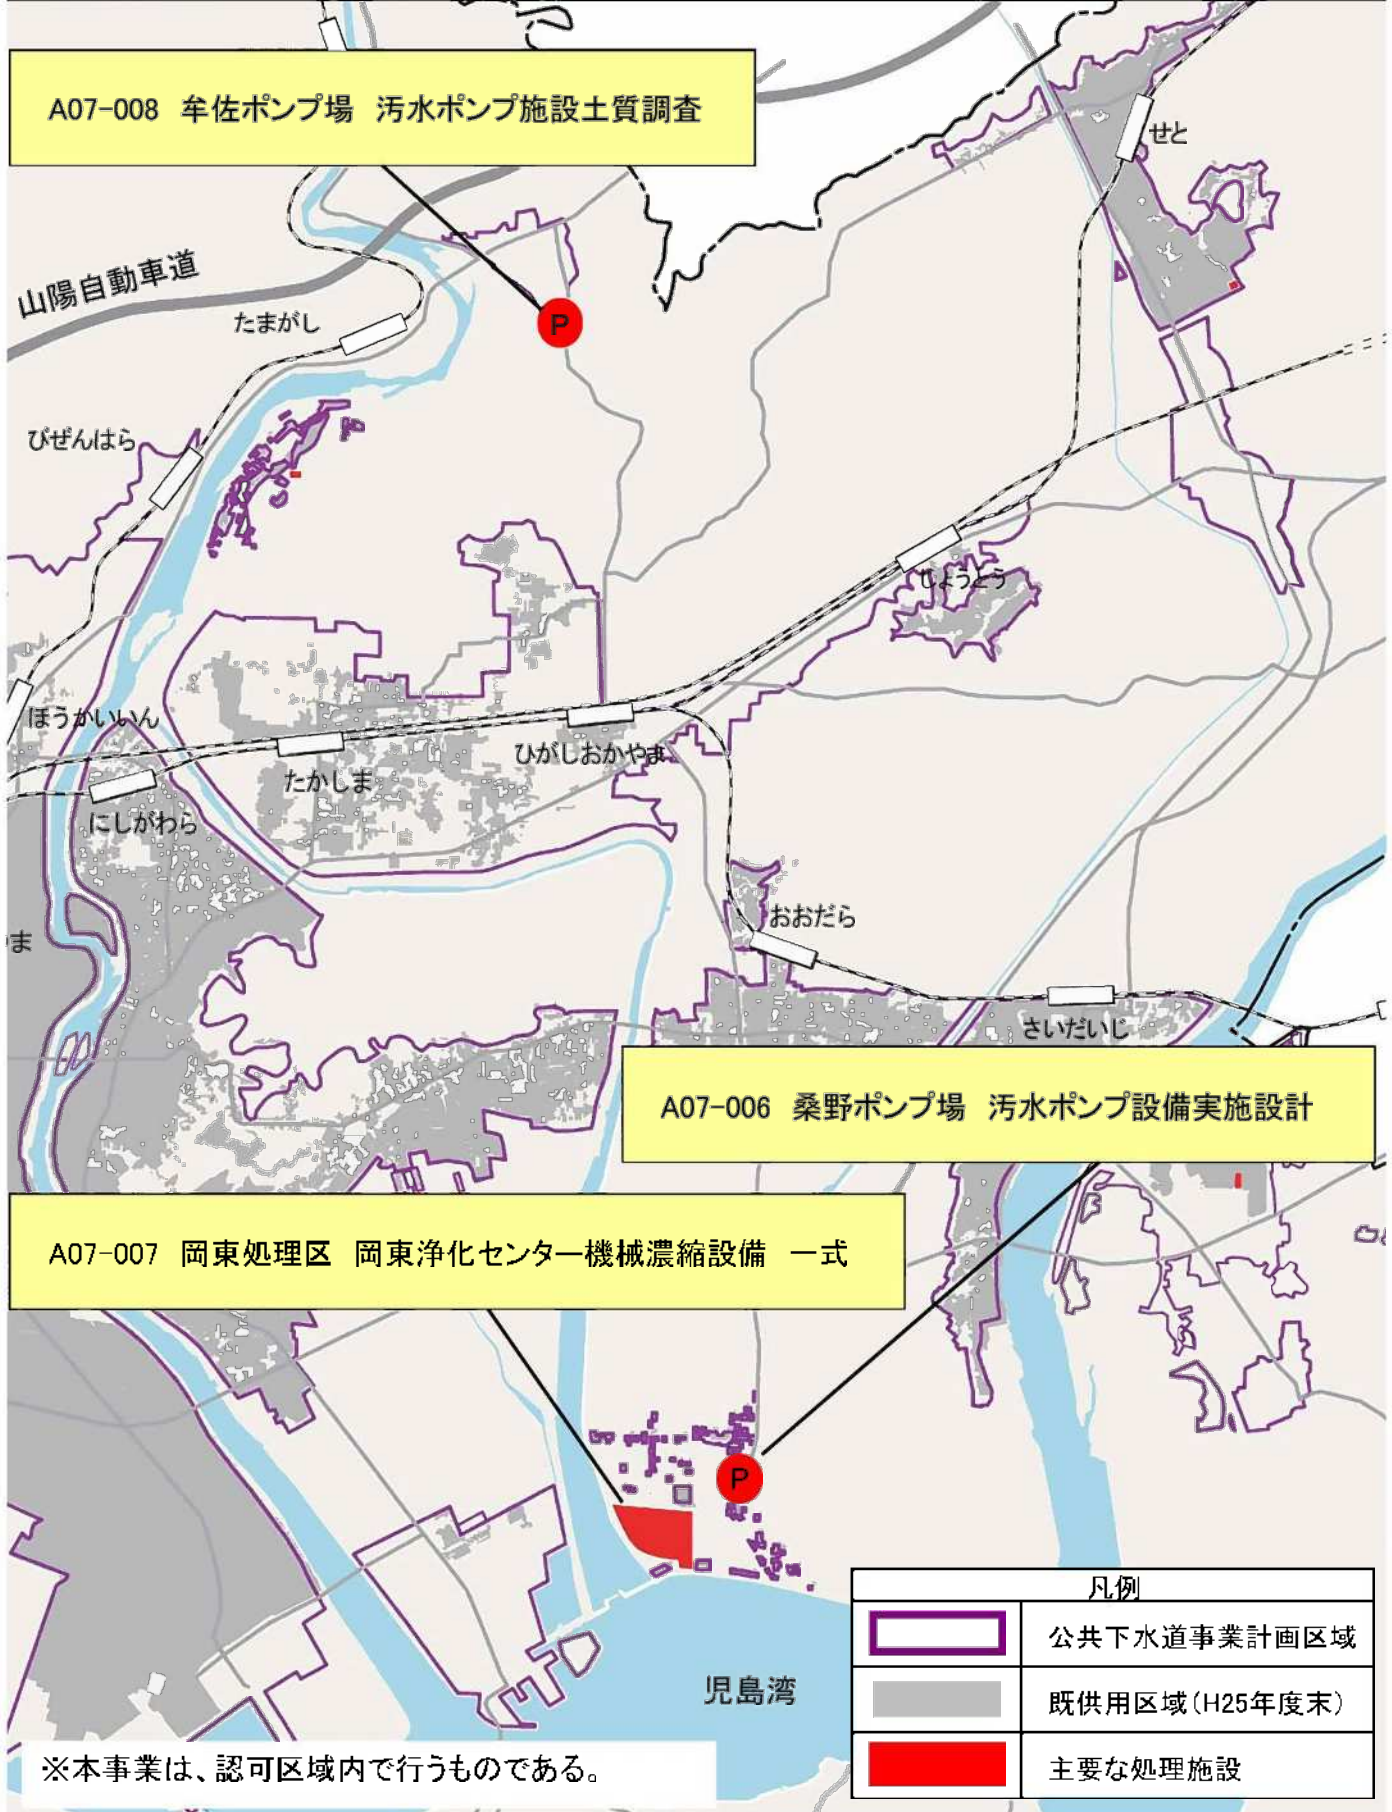 A07-008 牟佐ポンプ場 汚水ポンプ施設土質調査
せと
山陽自動車道
たまがし
P
びぜんはら
じょうとう
ほうかいいん
ひがしおかやま
たかしま
にしがわら
おおだら
ま
さいだいじ
A07-006 桑野ポンプ場 汚水ポンプ設備実施設計
A07-007 岡東処理区 岡東浄化センター機械濃縮設備 一式
P
凡例
公共下水道事業計画区域
児島湾
既供用区域(H25年度末)
主要な処理施設
※本事業は、認可区域内で行うものである。